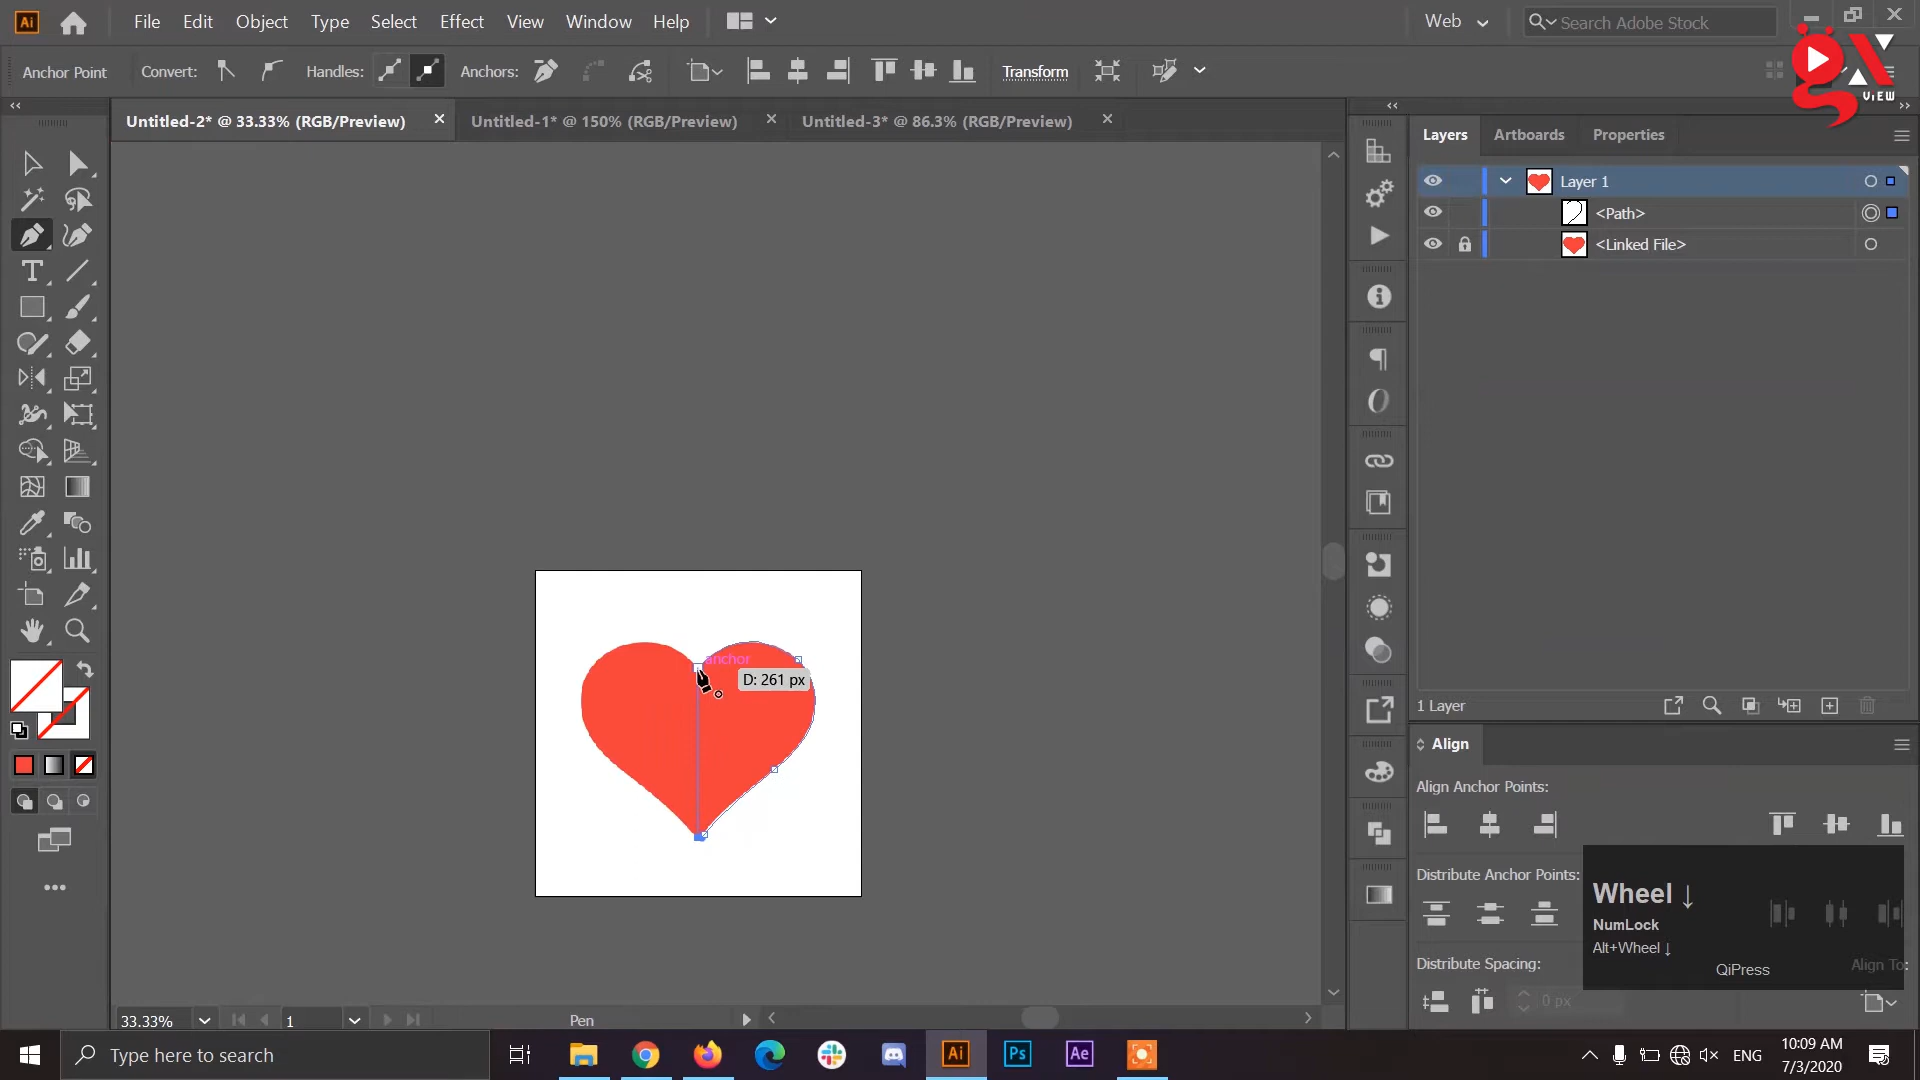 File Edit Object Type Select Effect View Window Help
Web
Search Adobe Stock
Anchor Point Convert: Handles: Anchors: Transform
VIEW
Untitled-2* @ 33.33% (RGB/Preview)
Untitled-1* @ 150% (RGB/Preview)
Untitled-3* @ 86.3% (RGB/Preview)
Layers Artboards Properties
Layer 1
<Path>
<Linked File>
anchor
D: 261 px
1 Layer
Align
Align Anchor Points:
Distribute Anchor Points:
Wheel ↓
NumLock
Alt+Wheel ↓
QiPress
Distribute Spacing:
Align To:
0 px
33.33%
1
Pen
Type here to search
Ai
Ps
Ae
ENG
10:09 AM
7/3/2020